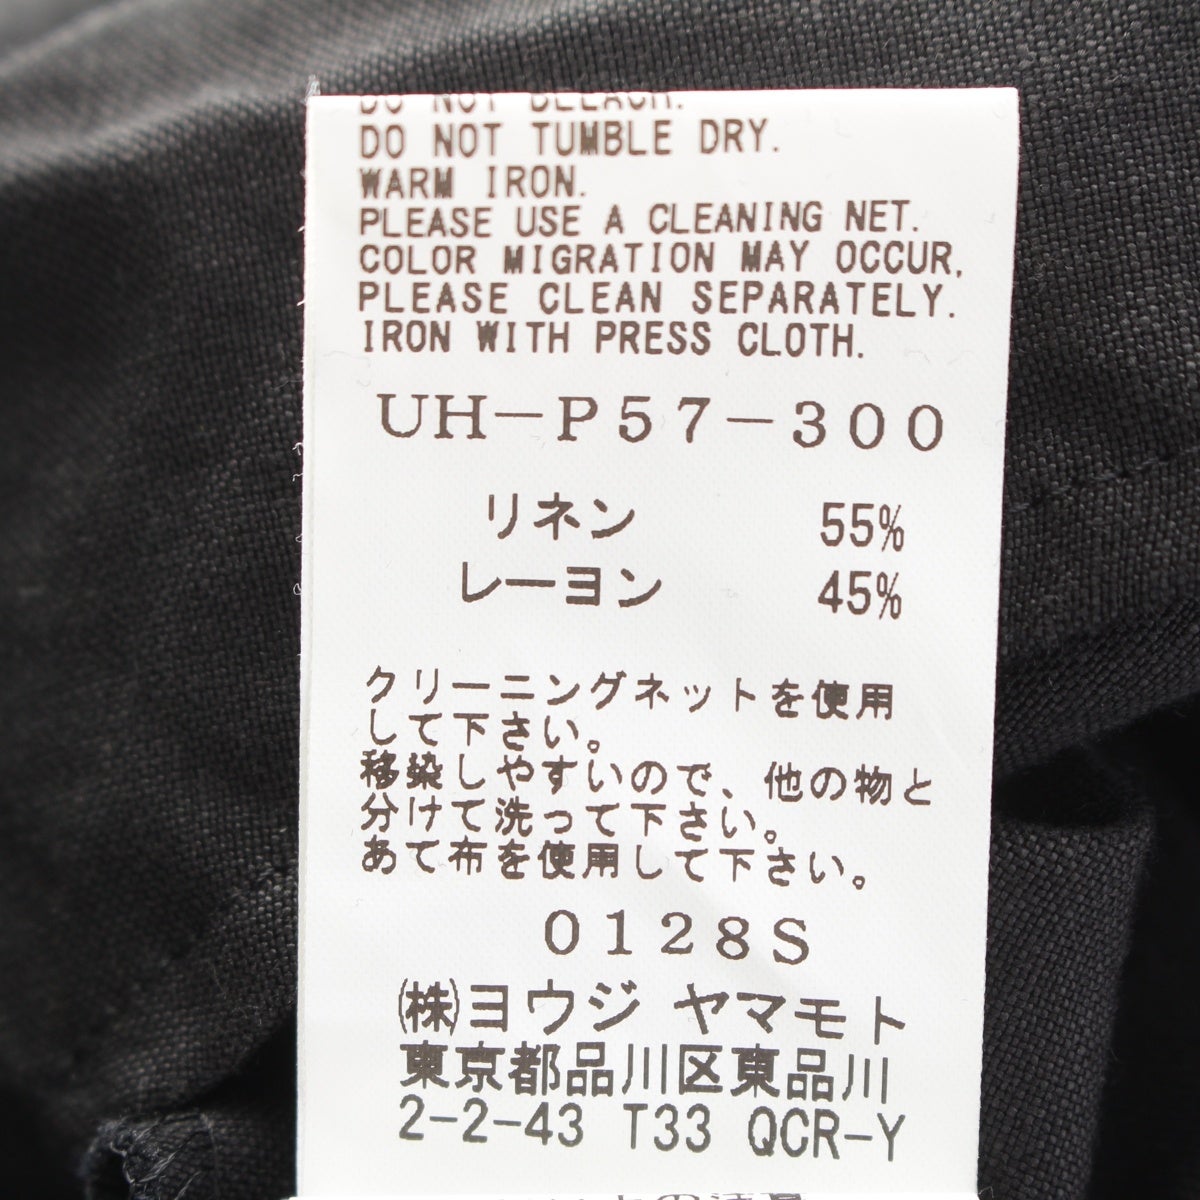 DO NOT BLEACH.
DO NOT TUMBLE DRY.
WARM IRON.
PLEASE USE A CLEANING NET.
COLOR MIGRATION MAY OCCUR,
PLEASE CLEAN SEPARATELY.
IRON WITH PRESS CLOTH.
UH-P57-300
リネン 55%
レーヨン 45%
クリーニングネットを使用
して下さい。
移染しやすいので、他の物と
分けて洗って下さい。
あて布を使用して下さい。
0128S
(株)ヨウジ ヤマモト
東京都品川区東品川
2-2-43 T33 QCR-Y